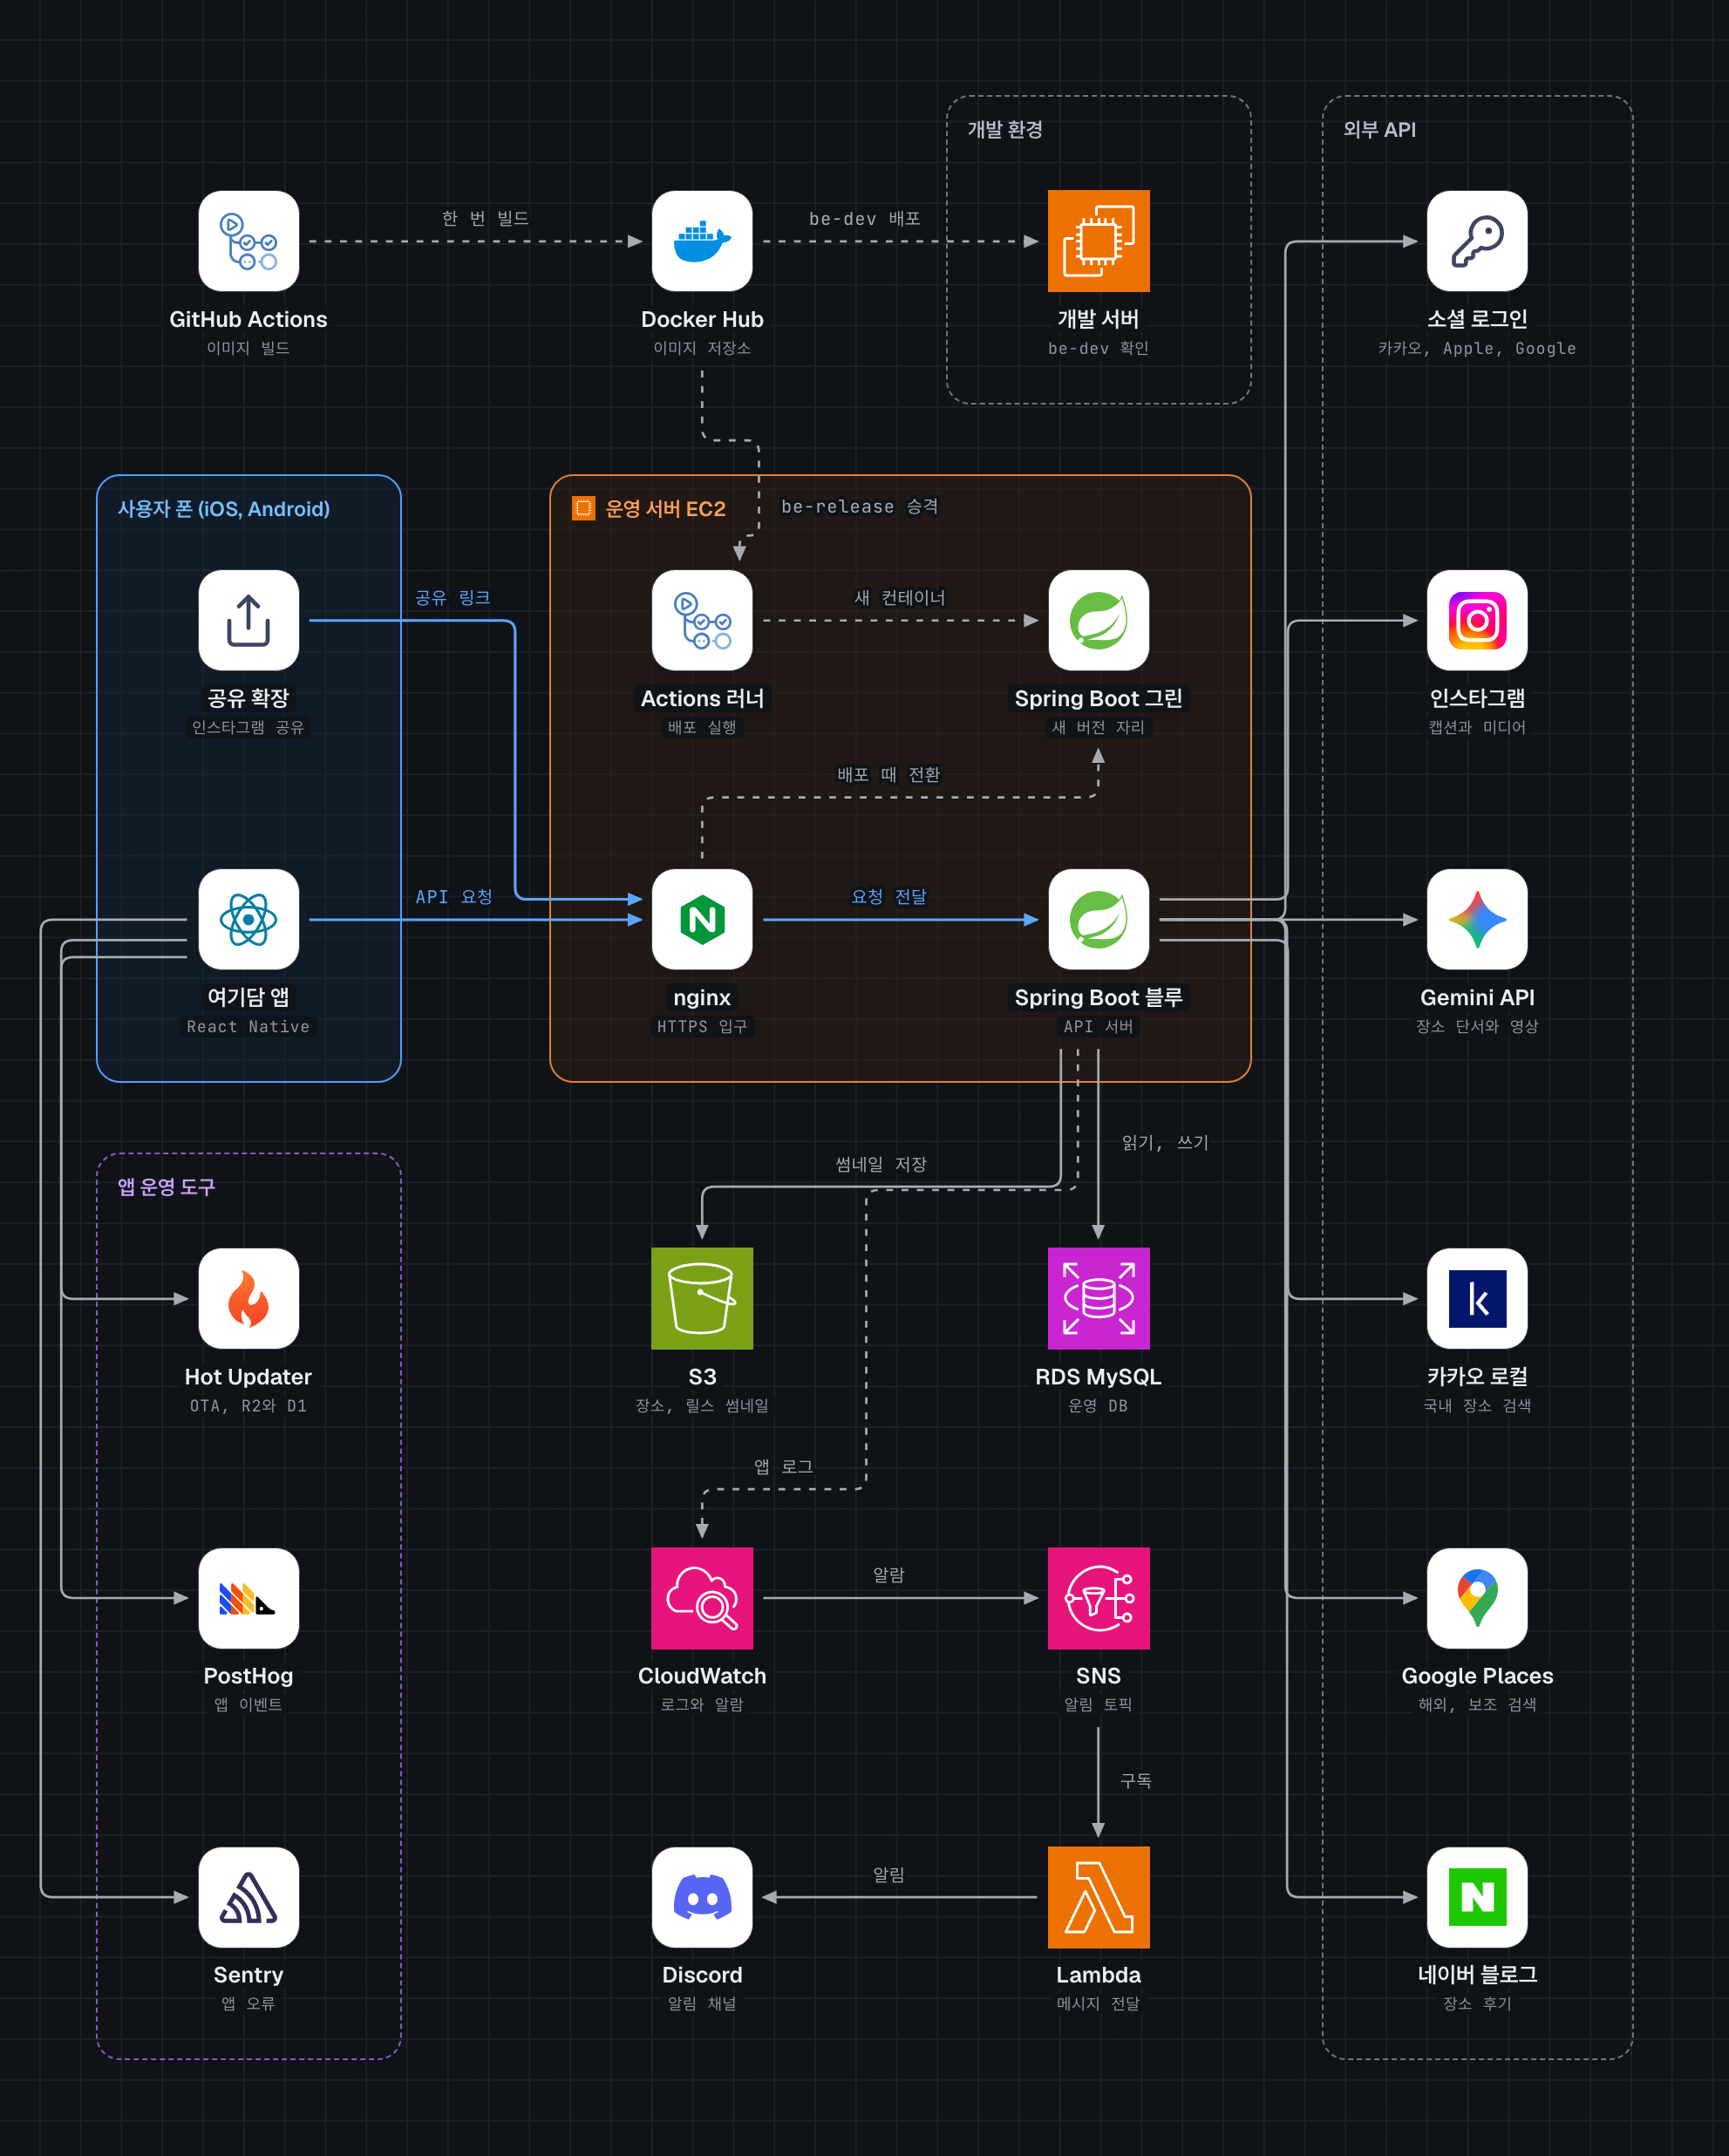 개발 환경
외부 API
한 번 빌드
be-dev 배포
GitHub Actions
이미지 빌드
Docker Hub
이미지 저장소
개발 서버
be-dev 확인
소셜 로그인
카카오, Apple, Google
사용자 폰 (iOS, Android)
운영 서버 EC2
be-release 승격
공유 링크
새 컨테이너
공유 확장
인스타그램 공유
Actions 러너
배포 실행
Spring Boot 그린
새 버전 자리
인스타그램
캡션과 미디어
배포 때 전환
API 요청
요청 전달
여기담 앱
React Native
nginx
HTTPS 입구
Spring Boot 블루
API 서버
Gemini API
장소 단서와 영상
읽기, 쓰기
썸네일 저장
앱 운영 도구
Hot Updater
OTA, R2와 D1
S3
장소, 릴스 썸네일
RDS MySQL
운영 DB
카카오 로컬
국내 장소 검색
앱 로그
알람
PostHog
앱 이벤트
CloudWatch
로그와 알람
SNS
알림 토픽
Google Places
해외, 보조 검색
구독
알림
Sentry
앱 오류
Discord
알림 채널
Lambda
메시지 전달
네이버 블로그
장소 후기